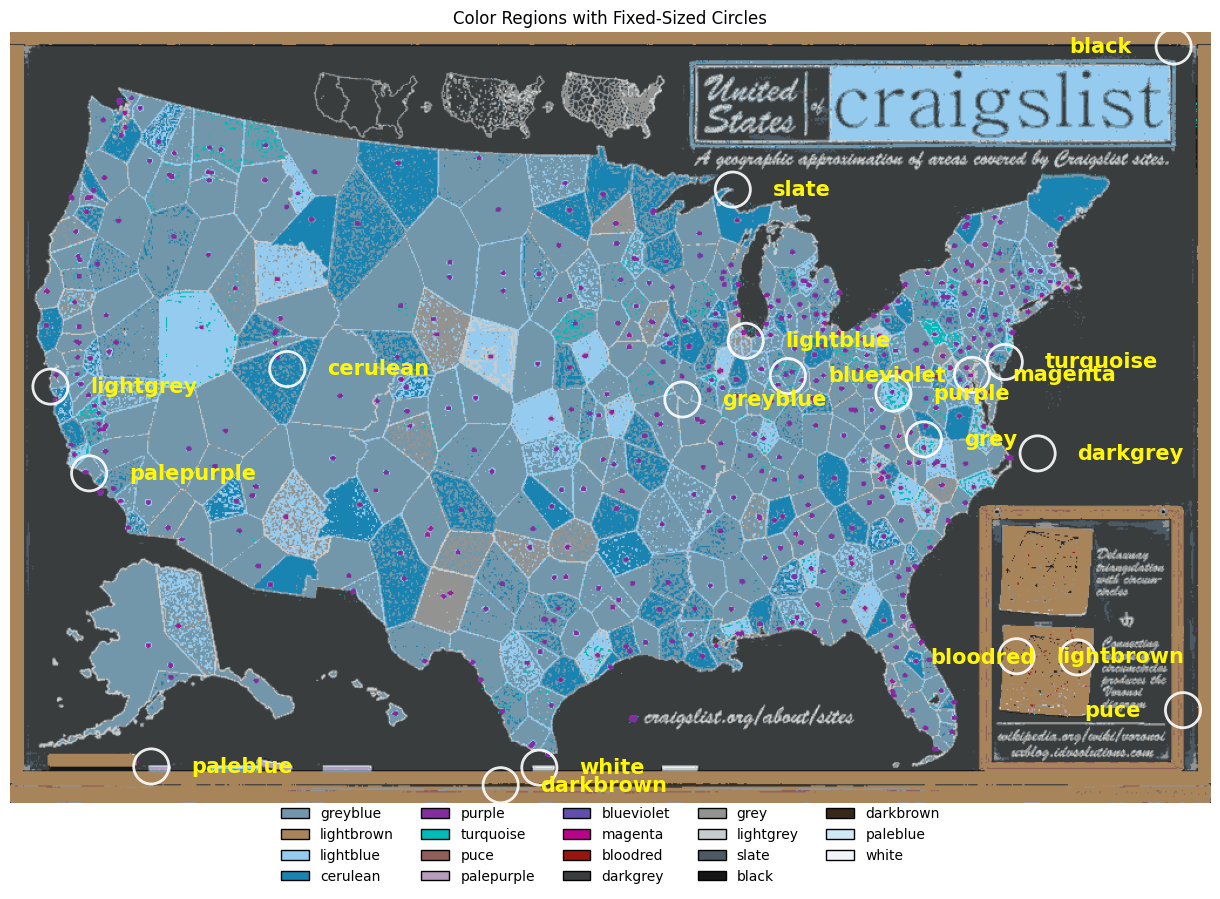 Color Regions with Fixed-Sized Circles
black
United
States
of
craigslist
A geographic approximation of areas covered by Craigslist sites.
slate
lightblue
turquoise
cerulean
blueviolet
magenta
lightgrey
purple
greyblue
grey
darkgrey
palepurple
Delaunay
triangulation
with circum-
circles
Connecting
circumcircles
produces the
Voronoi
bloodred
lightbrown
puce
craigslist.org/about/sites
wikipedia.org/wiki/voronoi
uxblog.idvsolutions.com
paleblue
white
darkbrown
greyblue
purple
blueviolet
grey
darkbrown
lightbrown
turquoise
magenta
lightgrey
paleblue
lightblue
puce
bloodred
slate
white
cerulean
palepurple
darkgrey
black